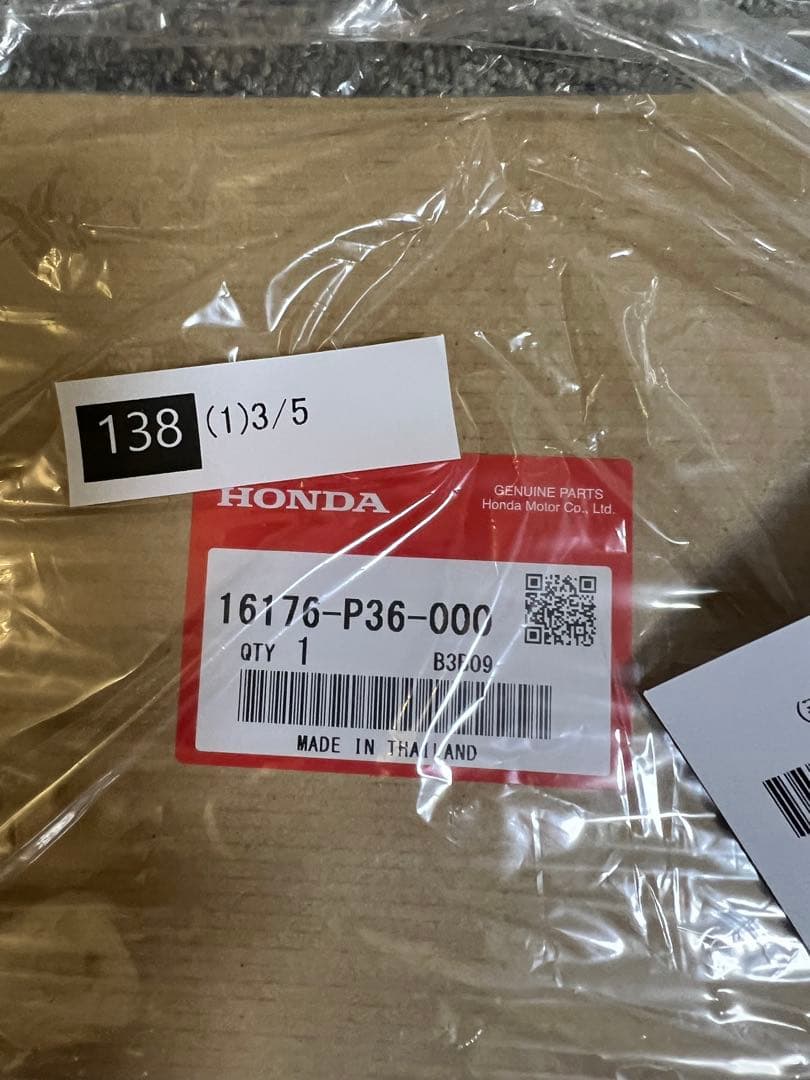 138 (1)3/5
HONDA
GENUINE PARTS
Honda Motor Co., Ltd.
16176-P36-000
QTY 1
MADE IN THAILAND